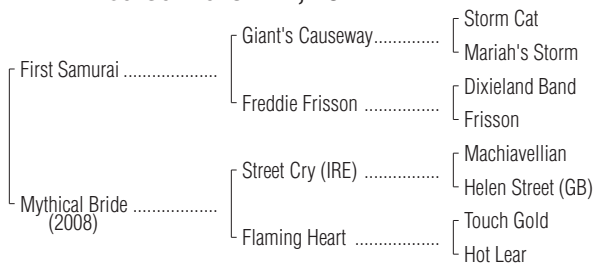 Storm Cat
Giant's Causeway..............
Mariah's Storm
First Samurai ....................
Dixieland Band
Freddie Frisson ................
Frisson
Machiavellian
Street Cry (IRE) ................
Helen Street (GB)
Mythical Bride ..................
(2008)
Touch Gold
Flaming Heart ..................
Hot Lear